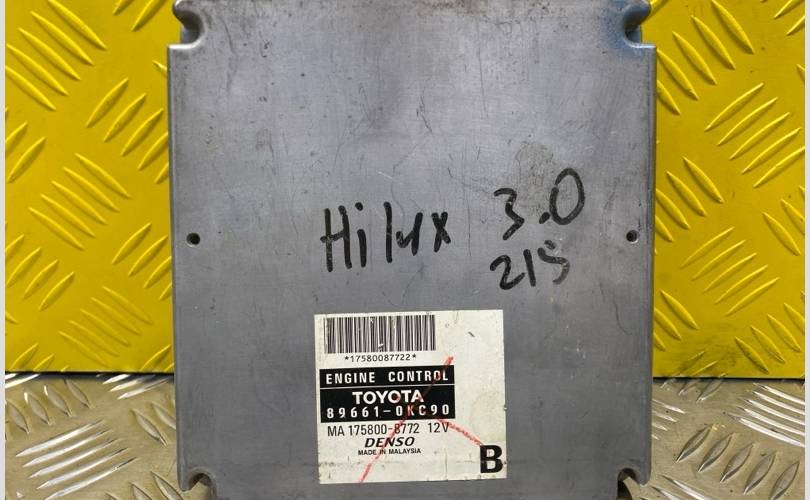 Hilux 3.0
215
*17580087722*
ENGINE CONTROL
TOYOTA
89661-0KC90
MA 175800-8772 12V
DENSO
MADE IN MALAYSIA
B